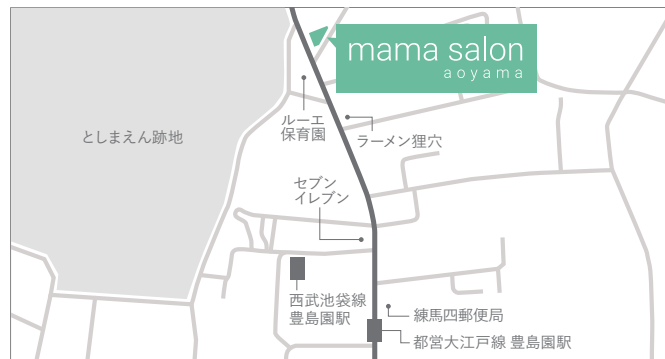 mama salon
aoyama
としまえん跡地
ルーエ
保育園
ラーメン狸穴
セブン
イレブン
西武池袋線
豊島園駅
練馬四郵便局
都営大江戸線 豊島園駅